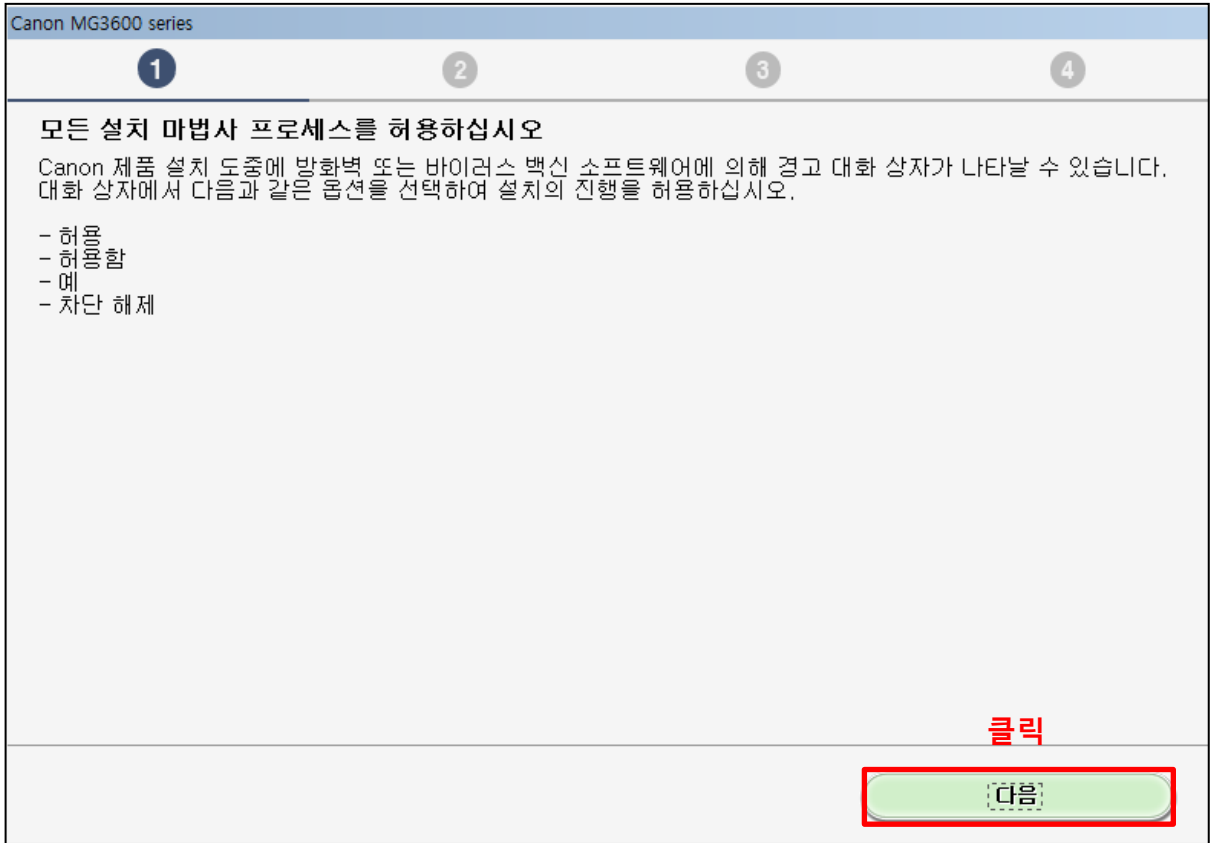 Canon MG3600 series
1 2 3 4
모든 설치 마법사 프로세스를 허용하십시오
Canon 제품 설치 도중에 방화벽 또는 바이러스 백신 소프트웨어에 의해 경고 대화 상자가 나타날 수 있습니다.
대화 상자에서 다음과 같은 옵션을 선택하여 설치의 진행을 허용하십시오.
- 허용
- 허용함
- 예
- 차단 해제
클릭
다음